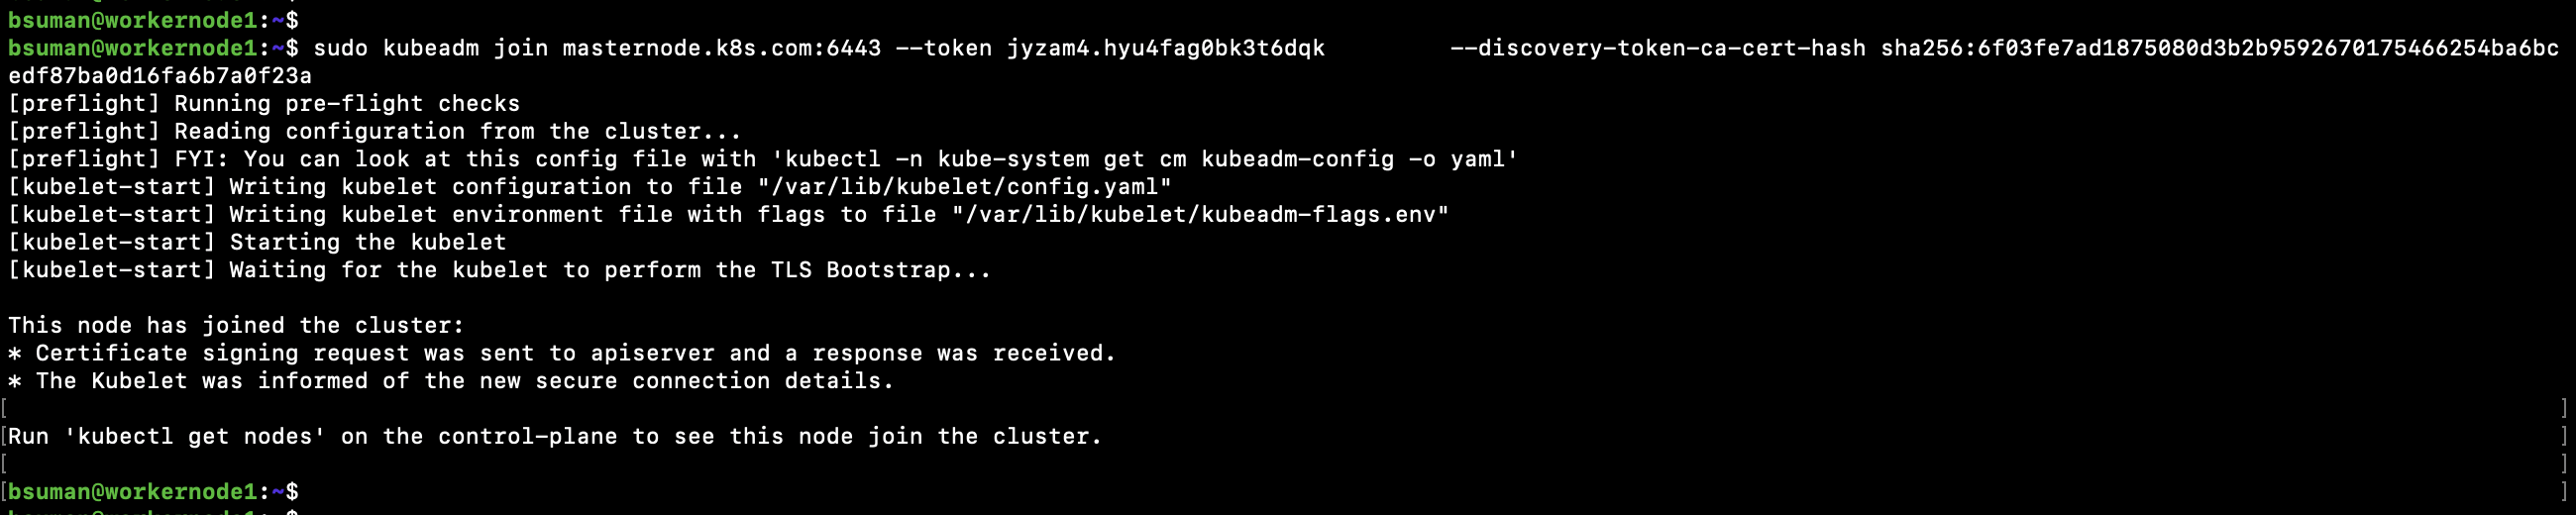 bsuman@workernode1:~$
bsuman@workernode1:~$ sudo kubeadm join masternode.k8s.com:6443 --token jyzam4.hyu4fag0bk3t6dqk         --discovery-token-ca-cert-hash sha256:6f03fe7ad1875080d3b2b9592670175466254ba6bc
edf87ba0d16fa6b7a0f23a
[preflight] Running pre-flight checks
[preflight] Reading configuration from the cluster...
[preflight] FYI: You can look at this config file with 'kubectl -n kube-system get cm kubeadm-config -o yaml'
[kubelet-start] Writing kubelet configuration to file "/var/lib/kubelet/config.yaml"
[kubelet-start] Writing kubelet environment file with flags to file "/var/lib/kubelet/kubeadm-flags.env"
[kubelet-start] Starting the kubelet
[kubelet-start] Waiting for the kubelet to perform the TLS Bootstrap...
This node has joined the cluster:
* Certificate signing request was sent to apiserver and a response was received.
* The Kubelet was informed of the new secure connection details.
Run 'kubectl get nodes' on the control-plane to see this node join the cluster.
bsuman@workernode1:~$